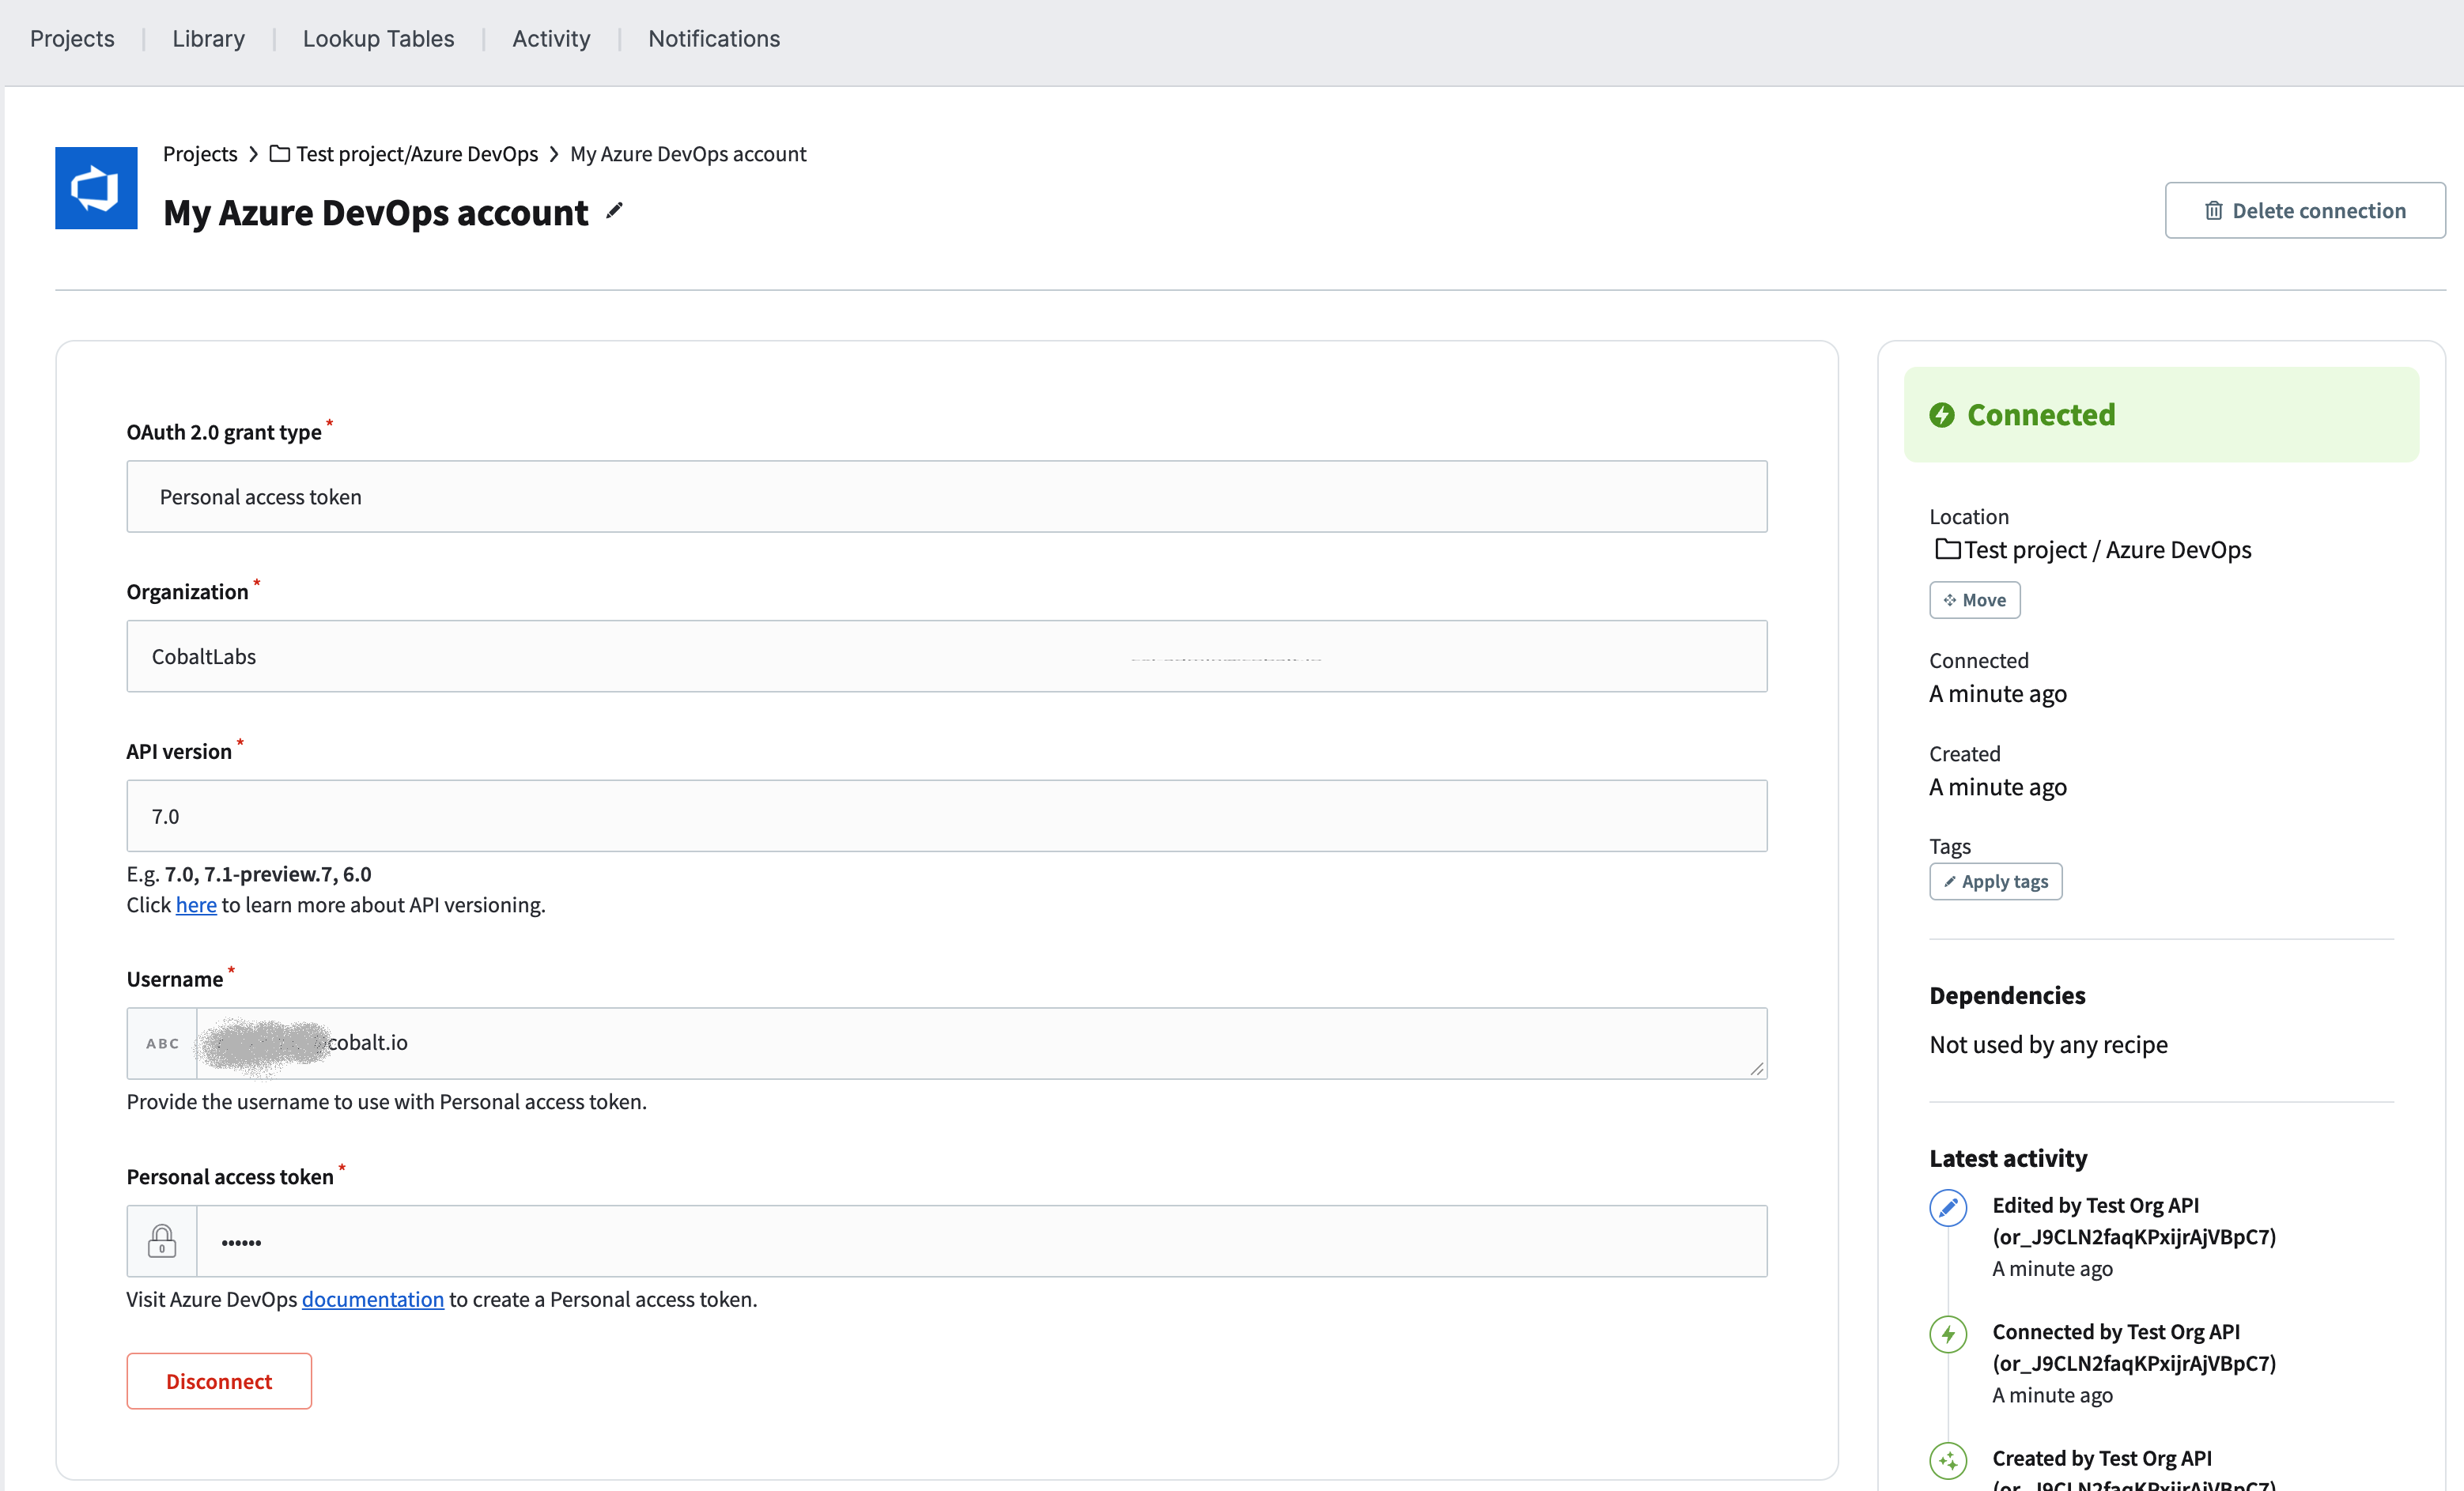 Projects
Library
Lookup Tables
Activity
Notifications
Projects > Test project/Azure DevOps > My Azure DevOps account
My Azure DevOps account
Delete connection
OAuth 2.0 grant type *
Personal access token
Organization *
CobaltLabs
API version *
7.0
E.g. 7.0, 7.1-preview.7, 6.0
Click here to learn more about API versioning.
Username *
ABC
cobalt.io
Provide the username to use with Personal access token.
Personal access token *
••••••
Visit Azure DevOps documentation to create a Personal access token.
Disconnect
Connected
Location
Test project / Azure DevOps
Move
Connected
A minute ago
Created
A minute ago
Tags
Apply tags
Dependencies
Not used by any recipe
Latest activity
Edited by Test Org API
(or_J9CLN2faqKPxijrAjVBpC7)
A minute ago
Connected by Test Org API
(or_J9CLN2faqKPxijrAjVBpC7)
A minute ago
Created by Test Org API
(or_J9CLN2faqKPxijrAjVBpC7)